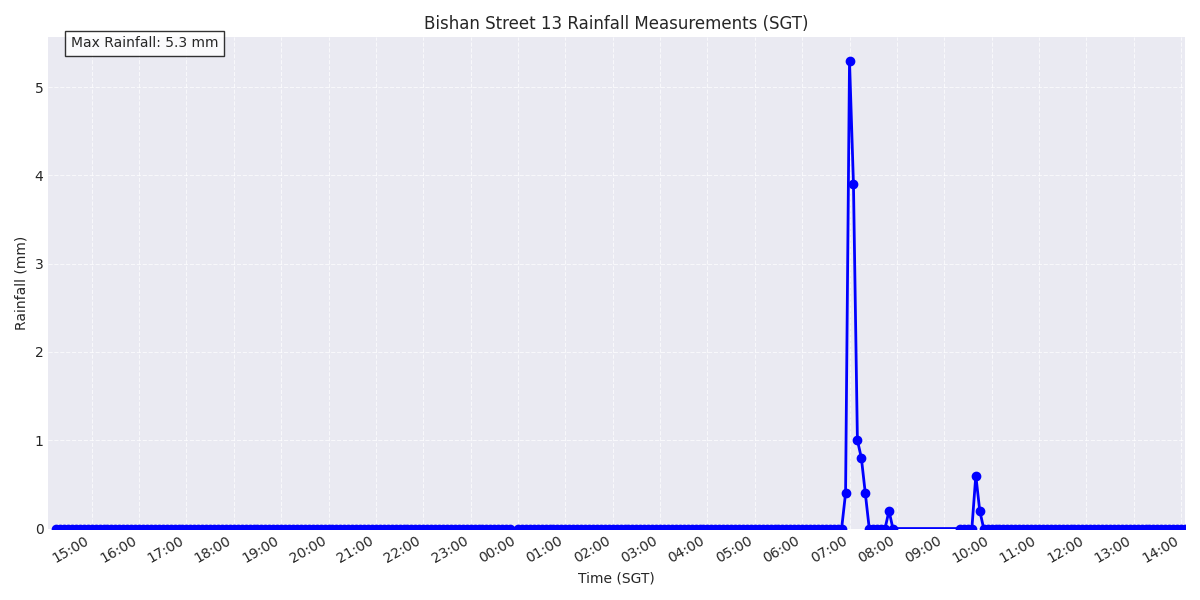 Bishan Street 13 Rainfall Measurements (SGT)
Max Rainfall: 5.3 mm
Rainfall (mm)
5
4
3
2
1
0
15:00 16:00 17:00 18:00 19:00 20:00 21:00 22:00 23:00 00:00 01:00 02:00 03:00 04:00 05:00 06:00 07:00 08:00 09:00 10:00 11:00 12:00 13:00 14:00
Time (SGT)